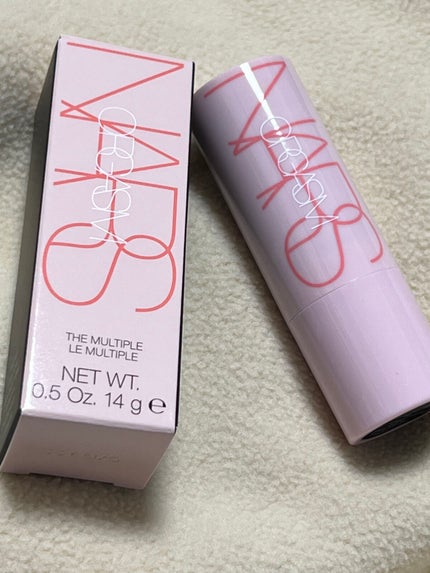 NARS
ORGASM
THE MULTIPLE
LE MULTIPLE
NET WT.
0.5 Oz. 14 g e
NARS
ORGASM